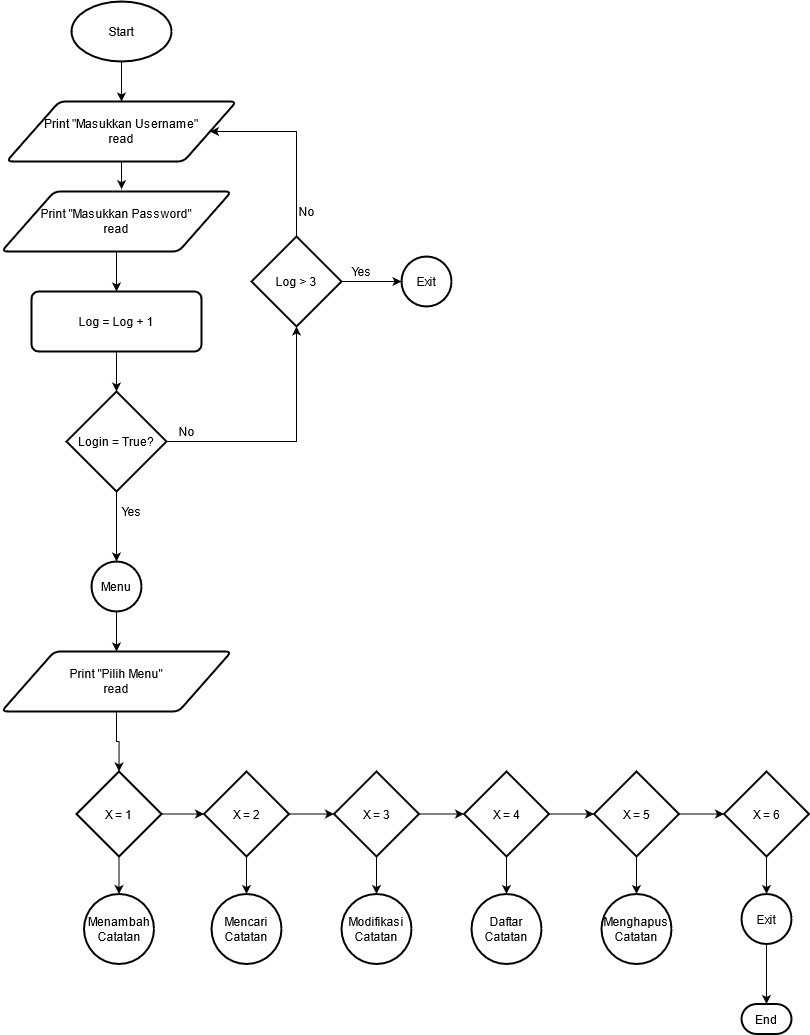 Start
Print "Masukkan Username"
read
Print "Masukkan Password"
read
No
Log > 3
Yes
Exit
Log = Log + 1
Login = True?
No
Yes
Menu
Print "Pilih Menu"
read
X = 1
X = 2
X = 3
X = 4
X = 5
X = 6
Menambah
Catatan
Mencari
Catatan
Modifikasi
Catatan
Daftar
Catatan
Menghapus
Catatan
Exit
End